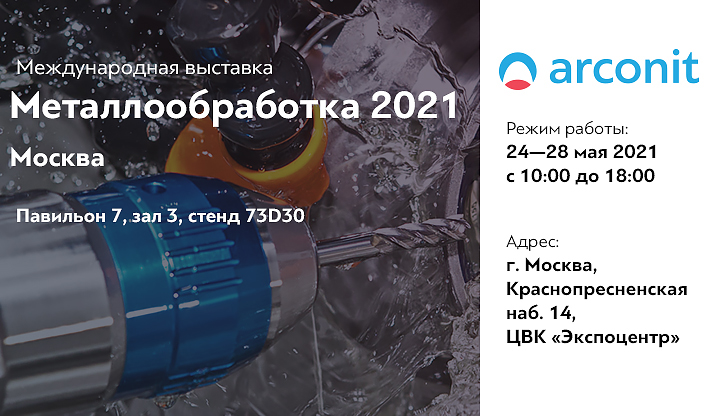 Международная выставка
Металлообработка 2021
Москва
Павильон 7, зал 3, стенд 73D30
arconit
Режим работы:
24—28 мая 2021
с 10:00 до 18:00
Адрес:
г. Москва,
Краснопресненская
наб. 14,
ЦВК «Экспоцентр»